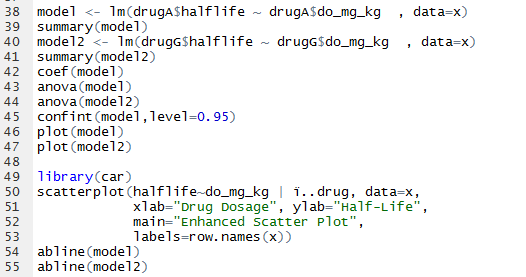 38 model <- lm(drugA$halflife ~ drugA$do_mg_kg  , data=x)
39 summary(model)
40 model2 <- lm(drugG$halflife ~ drugG$do_mg_kg  , data=x)
41 summary(model2)
42 coef(model)
43 anova(model)
44 anova(model2)
45 confint(model,level=0.95)
46 plot(model)
47 plot(model2)
48
49 library(car)
50 scatterplot(halflife~do_mg_kg | ï..drug, data=x,
51             xlab="Drug Dosage", ylab="Half-Life",
52             main="Enhanced Scatter Plot",
53             labels=row.names(x))
54 abline(model)
55 abline(model2)